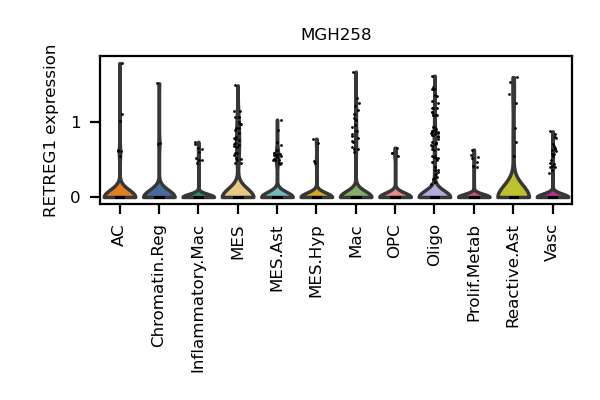 MGH258
RETREG1 expression
1
0
AC
Chromatin.Reg
Inflammatory.Mac
MES
MES.Ast
MES.Hyp
Mac
OPC
Oligo
Prolif.Metab
Reactive.Ast
Vasc